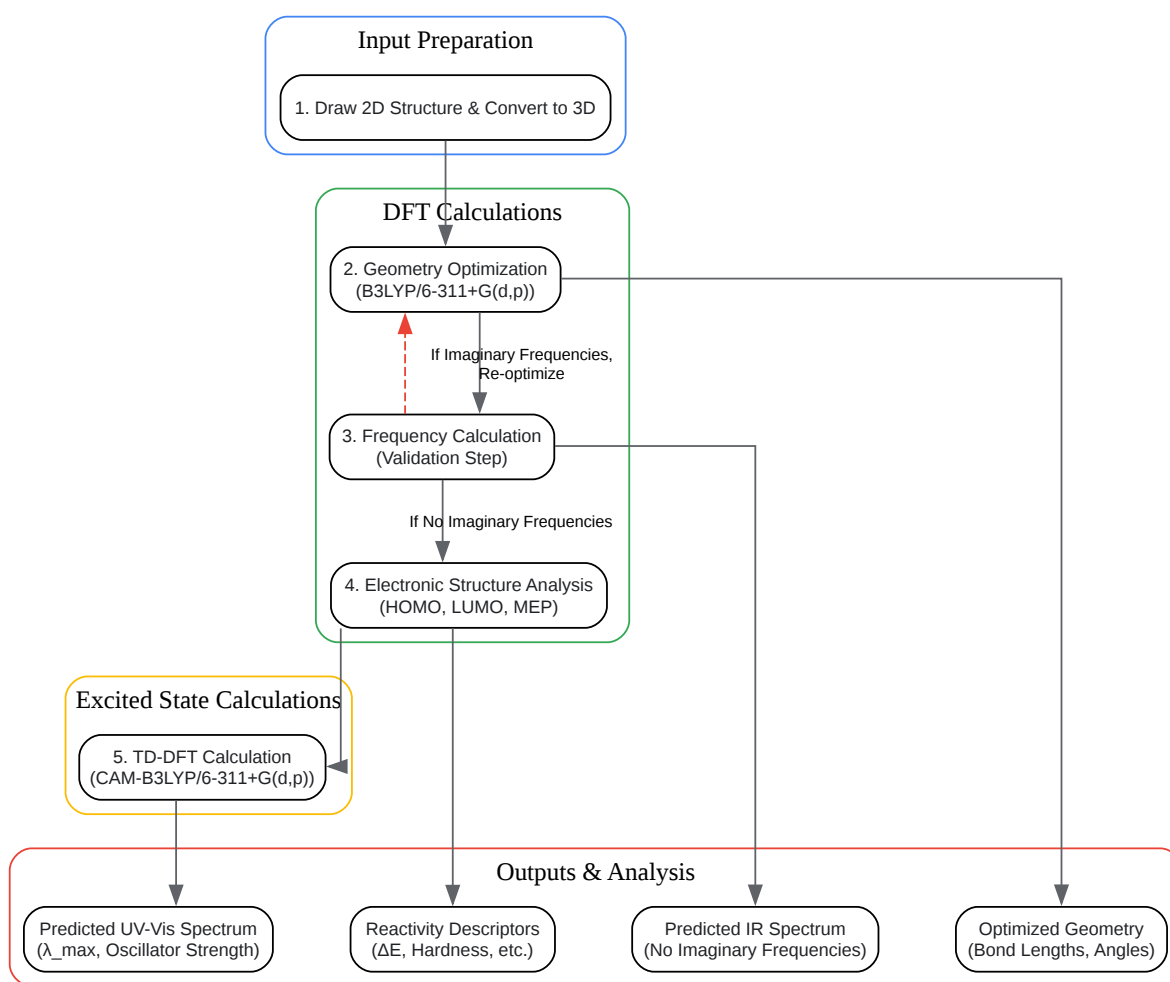 Input Preparation
1. Draw 2D Structure & Convert to 3D
DFT Calculations
2. Geometry Optimization
(B3LYP/6-311+G(d,p))
If Imaginary Frequencies,
Re-optimize
3. Frequency Calculation
(Validation Step)
If No Imaginary Frequencies
4. Electronic Structure Analysis
(HOMO, LUMO, MEP)
Excited State Calculations
5. TD-DFT Calculation
(CAM-B3LYP/6-311+G(d,p))
Outputs & Analysis
Predicted UV-Vis Spectrum
(λ_max, Oscillator Strength)
Reactivity Descriptors
(ΔE, Hardness, etc.)
Predicted IR Spectrum
(No Imaginary Frequencies)
Optimized Geometry
(Bond Lengths, Angles)